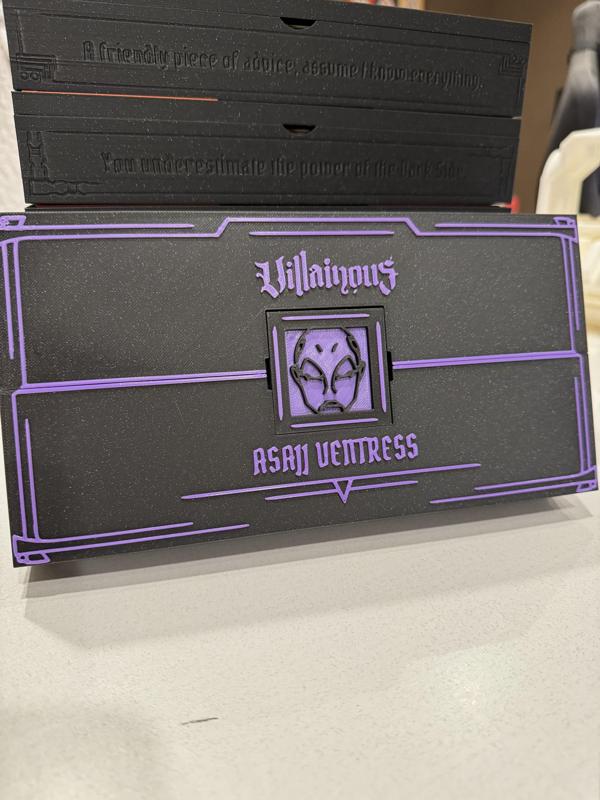 A friendly piece of advice, assume I know everything.
You underestimate the power of the Dark Side.
Villainous
ASAJJ VENTRESS